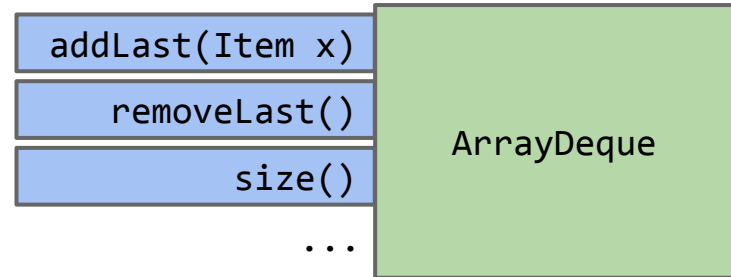 addLast(Item x)
removeLast()
ArrayDeque
size()
...